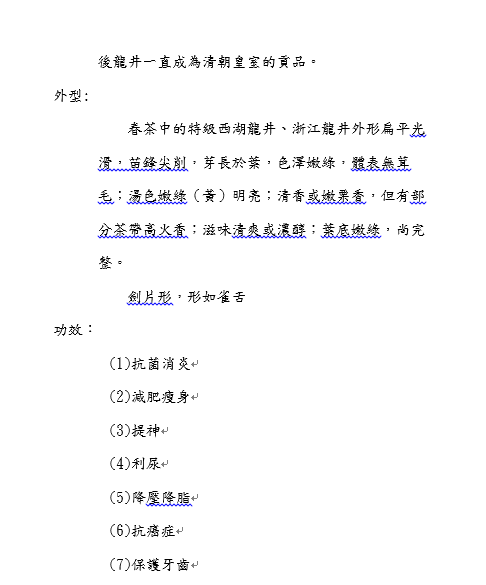 後龍井一直成為清朝皇室的貢品。
外型:
春茶中的特級西湖龍井、浙江龍井外形扁平光
滑，苗鋒尖削，芽長於葉，色澤嫩綠，體表無茸
毛；湯色嫩綠（黃）明亮；清香或嫩栗香，但有部
分茶帶高火香；滋味清爽或濃醇；葉底嫩綠，尚完
整。
劍片形，形如雀舌
功效：
(1)抗菌消炎
(2)減肥瘦身
(3)提神
(4)利尿
(5)降壓降脂
(6)抗癌症
(7)保護牙齒